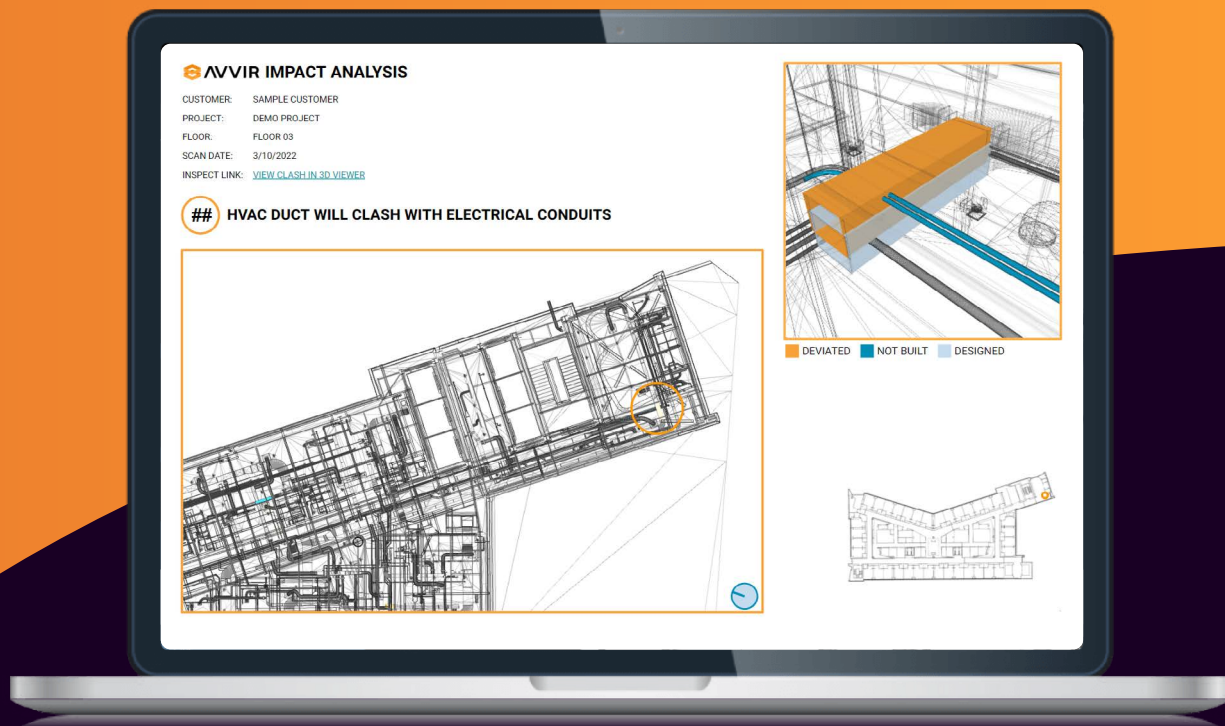 AVVIR IMPACT ANALYSIS
CUSTOMER: SAMPLE CUSTOMER
PROJECT: DEMO PROJECT
FLOOR: FLOOR 03
SCAN DATE: 3/10/2022
INSPECT LINK: VIEW CLASH IN 3D VIEWER
## HVAC DUCT WILL CLASH WITH ELECTRICAL CONDUITS
DEVIATED NOT BUILT DESIGNED